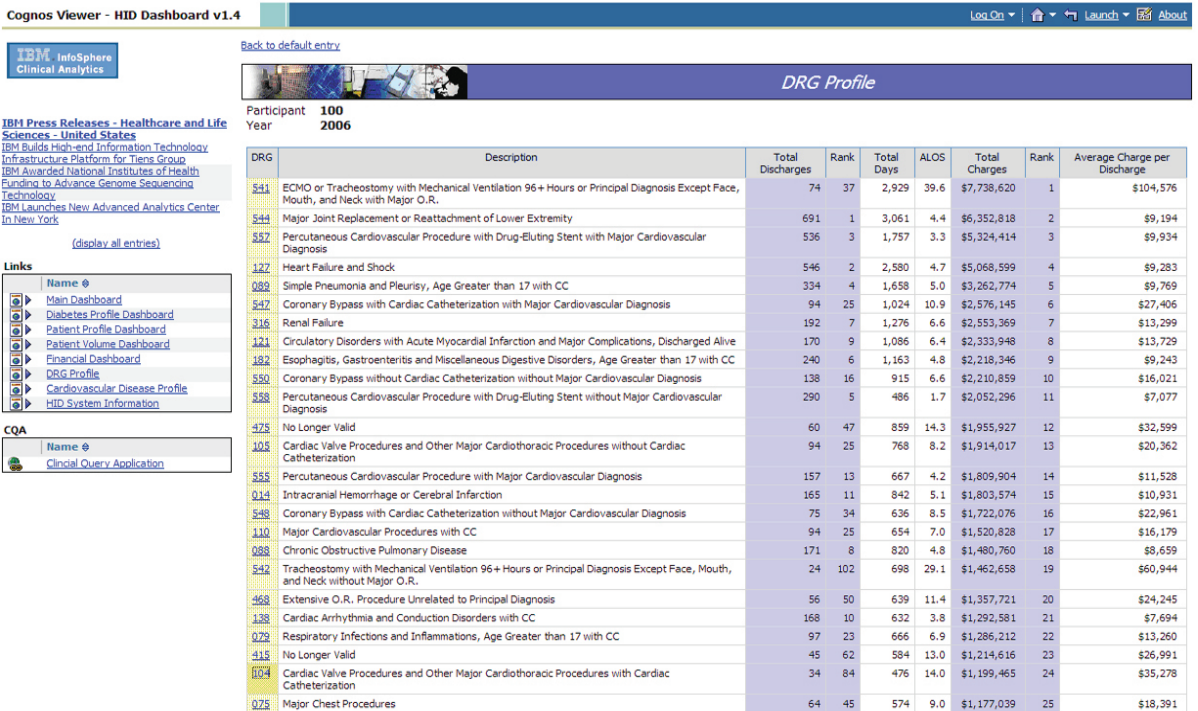 Cognos Viewer - HID Dashboard v1.4
Log On
Launch
About
IBM. InfoSphere
Clinical Analytics
IBM Press Releases - Healthcare and Life
Sciences - United States
IBM Builds High-end Information Technology
Infrastructure Platform for Tiens Group
IBM Awarded National Institutes of Health
Funding to Advance Genome Sequencing
Technology
IBM Launches New Advanced Analytics Center
In New York
(display all entries)
Links
Name
Main Dashboard
Diabetes Profile Dashboard
Patient Profile Dashboard
Patient Volume Dashboard
Financial Dashboard
DRG Profile
Cardiovascular Disease Profile
HID System Information
CQA
Name
Clincial Query Application
Back to default entry
DRG Profile
Participant 100
Year 2006
DRG Description Total Discharges Rank Total Days ALOS Total Charges Rank Average Charge per Discharge
541 ECMO or Tracheostomy with Mechanical Ventilation 96+ Hours or Principal Diagnosis Except Face, 74 37 2,929 39.6 $7,738,620 1 $104,576
Mouth, and Neck with Major O.R.
544 Major Joint Replacement or Reattachment of Lower Extremity 691 1 3,061 4.4 $6,352,818 2 $9,194
557 Percutaneous Cardiovascular Procedure with Drug-Eluting Stent with Major Cardiovascular 536 3 1,757 3.3 $5,324,414 3 $9,934
Diagnosis
127 Heart Failure and Shock 546 2 2,580 4.7 $5,068,599 4 $9,283
089 Simple Pneumonia and Pleurisy, Age Greater than 17 with CC 334 4 1,658 5.0 $3,262,774 5 $9,769
547 Coronary Bypass with Cardiac Catheterization with Major Cardiovascular Diagnosis 94 25 1,024 10.9 $2,576,145 6 $27,406
316 Renal Failure 192 7 1,276 6.6 $2,553,369 7 $13,299
121 Circulatory Disorders with Acute Myocardial Infarction and Major Complications, Discharged Alive 170 9 1,086 6.4 $2,333,948 8 $13,729
182 Esophagitis, Gastroenteritis and Miscellaneous Digestive Disorders, Age Greater than 17 with CC 240 6 1,163 4.8 $2,218,346 9 $9,243
550 Coronary Bypass without Cardiac Catheterization without Major Cardiovascular Diagnosis 138 16 915 6.6 $2,210,859 10 $16,021
558 Percutaneous Cardiovascular Procedure with Drug-Eluting Stent without Major Cardiovascular 290 5 486 1.7 $2,052,296 11 $7,077
Diagnosis
475 No Longer Valid 60 47 859 14.3 $1,955,927 12 $32,599
105 Cardiac Valve Procedures and Other Major Cardiothoracic Procedures without Cardiac 94 25 768 8.2 $1,914,017 13 $20,362
Catheterization
555 Percutaneous Cardiovascular Procedure with Major Cardiovascular Diagnosis 157 13 667 4.2 $1,809,904 14 $11,528
014 Intracranial Hemorrhage or Cerebral Infarction 165 11 842 5.1 $1,803,574 15 $10,931
548 Coronary Bypass with Cardiac Catheterization without Major Cardiovascular Diagnosis 75 34 636 8.5 $1,722,076 16 $22,961
110 Major Cardiovascular Procedures with CC 94 25 654 7.0 $1,520,828 17 $16,179
088 Chronic Obstructive Pulmonary Disease 171 8 820 4.8 $1,480,760 18 $8,659
542 Tracheostomy with Mechanical Ventilation 96+ Hours or Principal Diagnosis Except Face, Mouth, 24 102 698 29.1 $1,462,658 19 $60,944
and Neck without Major O.R.
468 Extensive O.R. Procedure Unrelated to Principal Diagnosis 56 50 639 11.4 $1,357,721 20 $24,245
138 Cardiac Arrhythmia and Conduction Disorders with CC 168 10 632 3.8 $1,292,581 21 $7,694
079 Respiratory Infections and Inflammations, Age Greater than 17 with CC 97 23 666 6.9 $1,286,212 22 $13,260
415 No Longer Valid 45 62 584 13.0 $1,214,616 23 $26,991
104 Cardiac Valve Procedures and Other Major Cardiothoracic Procedures with Cardiac 34 84 476 14.0 $1,199,465 24 $35,278
Catheterization
075 Major Chest Procedures 64 45 574 9.0 $1,177,039 25 $18,391